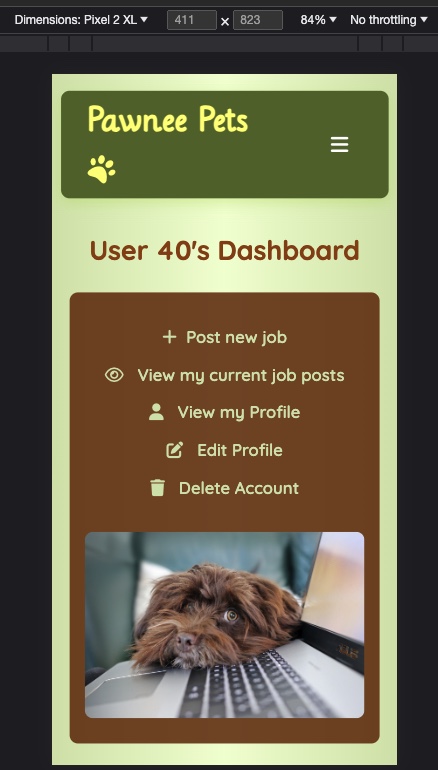 Dimensions: Pixel 2 XL 411 × 823 84% No throttling
Pawnee Pets
User 40's Dashboard
Post new job
View my current job posts
View my Profile
Edit Profile
Delete Account